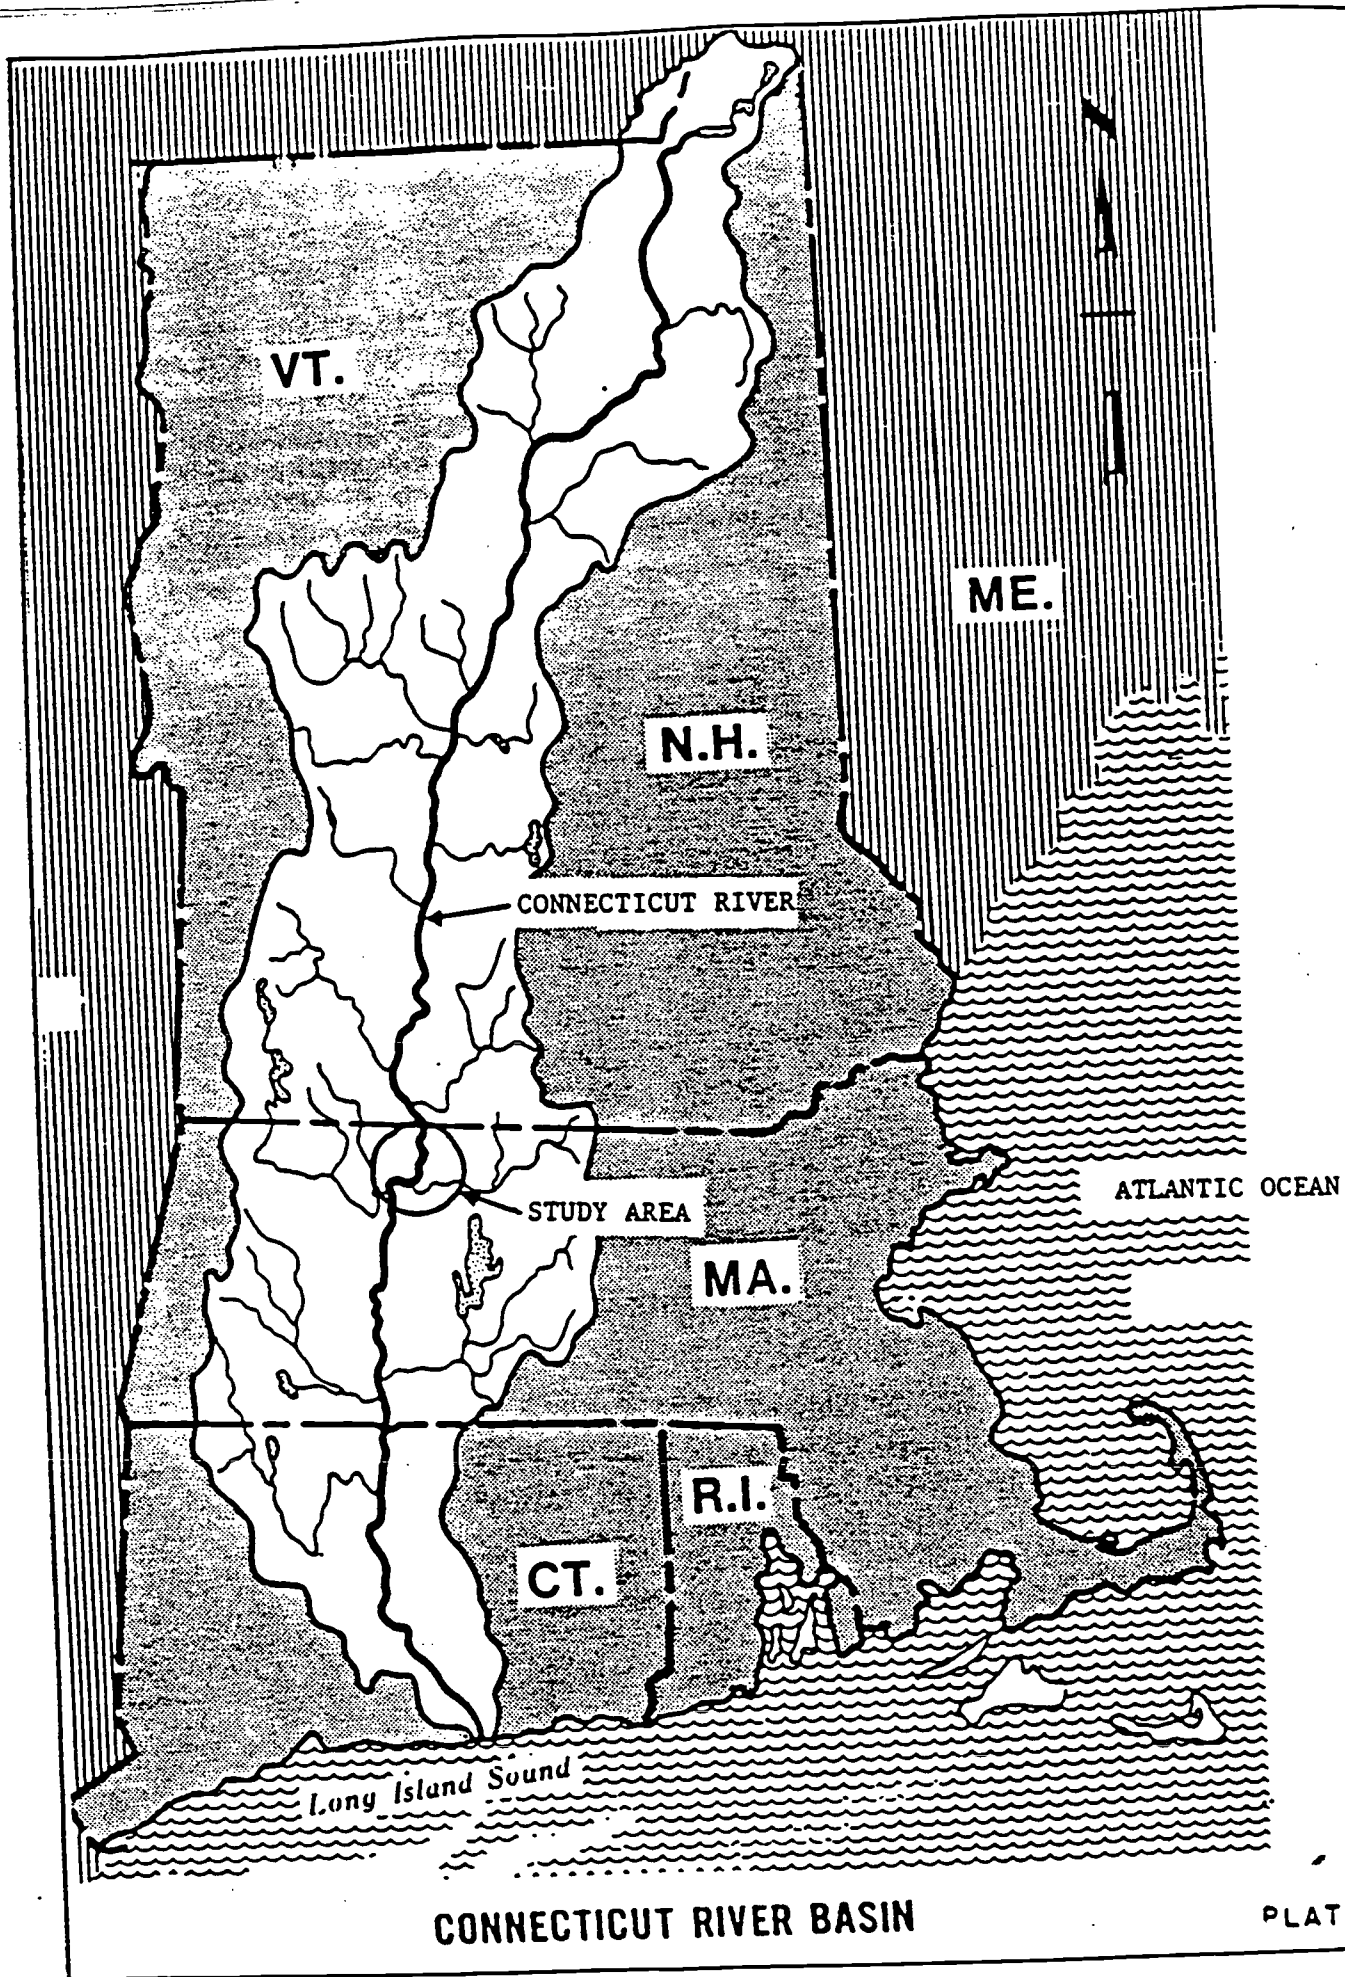 VT.
ME.
N.H.
CONNECTICUT RIVER
STUDY AREA
ATLANTIC OCEAN
MA.
R.I.
CT.
Long Island Sound
CONNECTICUT RIVER BASIN
PLAT